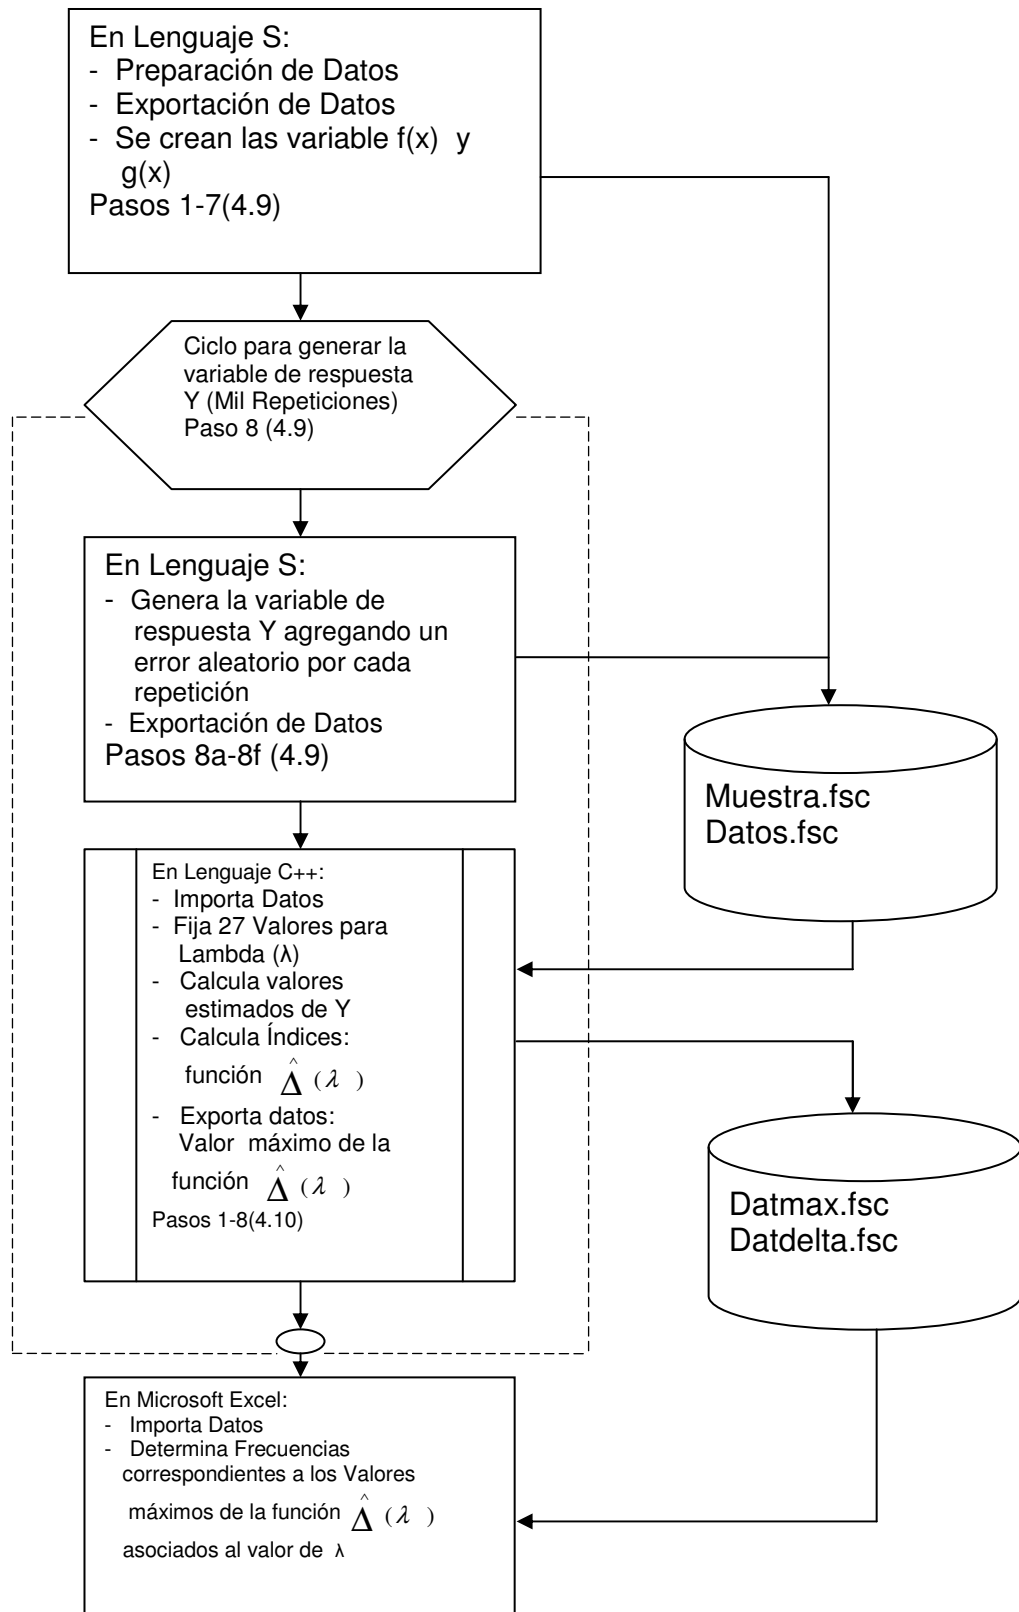 En Lenguaje S:
- Preparación de Datos
- Exportación de Datos
- Se crean las variable f(x) y
g(x)
Pasos 1-7(4.9)
Ciclo para generar la
variable de respuesta
Y (Mil Repeticiones)
Paso 8 (4.9)
En Lenguaje S:
- Genera la variable de
respuesta Y agregando un
error aleatorio por cada
repetición
- Exportación de Datos
Pasos 8a-8f (4.9)
Muestra.fsc
Datos.fsc
En Lenguaje C++:
- Importa Datos
- Fija 27 Valores para
Lambda (λ)
- Calcula valores
estimados de Y
- Calcula Índices:
función Δ̂ (λ )
- Exporta datos:
Valor máximo de la
función Δ̂ (λ )
Pasos 1-8(4.10)
Datmax.fsc
Datdelta.fsc
En Microsoft Excel:
- Importa Datos
- Determina Frecuencias
correspondientes a los Valores
máximos de la función Δ̂ (λ )
asociados al valor de λ